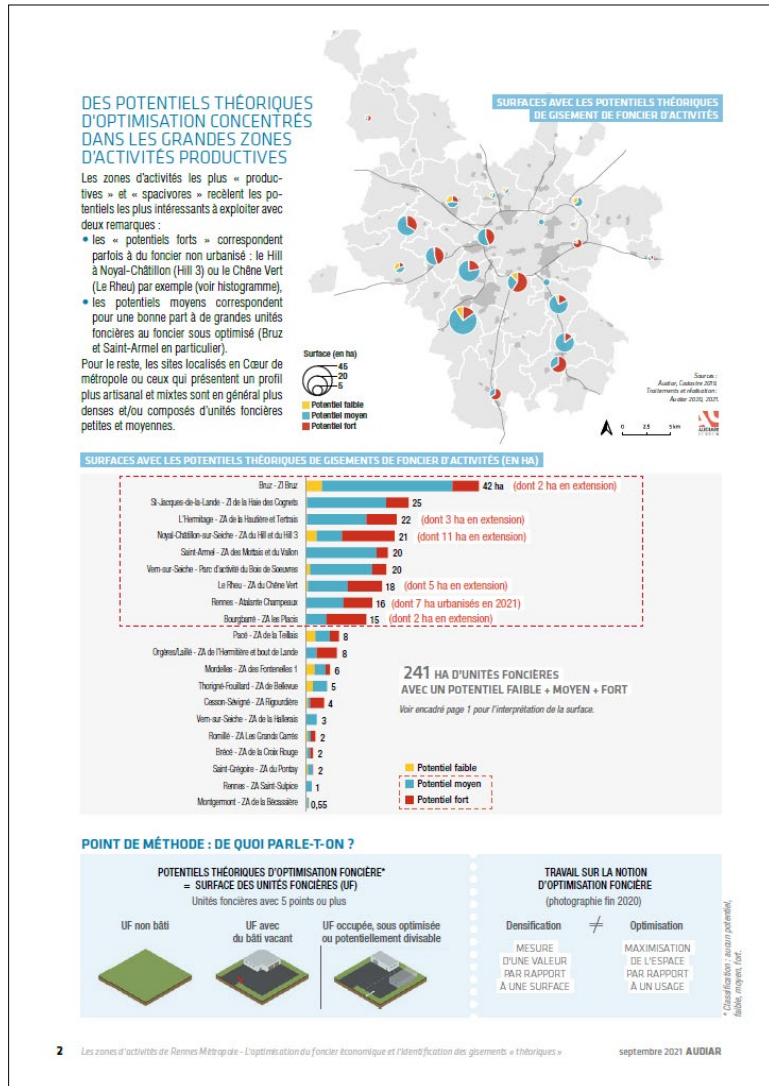 DES POTENTIELS THÉORIQUES
D'OPTIMISATION CONCENTRÉS
DANS LES GRANDES ZONES
D'ACTIVITÉS PRODUCTIVES
Les zones d'activités les plus « produc-
tives » et « spacivores » recèlent les po-
tentiels les plus intéressants à exploiter avec
deux remarques :
• les « potentiels forts » correspondent
parfois à du foncier non urbanisé : le Hill
à Noyal-Châtillon (Hill 3) ou le Chêne Vert
(Le Rheu) par exemple (voir histogramme),
• les potentiels moyens correspondent
pour une bonne part à de grandes unités
foncières au foncier sous optimisé (Bruz
et Saint-Armel en particulier).
Pour le reste, les sites localisés en Cœur de
métropole ou ceux qui présentent un profil
plus artisanal et mixtes sont en général plus
denses et/ou composés d'unités foncières
petites et moyennes.
SURFACES AVEC LES POTENTIELS THÉORIQUES
DE GISEMENT DE FONCIER D'ACTIVITÉS
Surface (en ha)
45
20
5
Potentiel faible
Potentiel moyen
Potentiel fort
Sources :
Audiar, Cadastre 2019.
Traitements et réalisation :
Audiar 2020, 2021.
0 2,5 5 km
AUDIAR
RENNES
SURFACES AVEC LES POTENTIELS THÉORIQUES DE GISEMENTS DE FONCIER D'ACTIVITÉS (EN HA)
Bruz - ZI Bruz 42 ha (dont 2 ha en extension)
St-Jacques-de-la-Lande - ZI de la Haie des Cognets 25
L'Hermitage - ZA de la Hautière et Tertrais 22 (dont 3 ha en extension)
Noyal-Châtillon-sur-Seiche - ZA du Hil et du Hil 3 21 (dont 11 ha en extension)
Saint-Armel - ZA des Mottais et du Vallon 20
Vern-sur-Seiche - Parc d'activité du Bois de Soeuvres 20
Le Rheu - ZA du Chêne Vert 18 (dont 5 ha en extension)
Rennes - Atalante Champeaux 16 (dont 7 ha urbanisés en 2021)
Bourgbarré - ZA les Placis 15 (dont 2 ha en extension)
Pacé - ZA de la Teillais 8
Orgères/Laillé - ZA de l'Hermitière et bout de Lande 8
Mordelles - ZA des Fontenelles 1 6
Thorigné-Fouillard - ZA de Bellevue 5
Cesson-Sévigné - ZA Rigourdière 4
Vern-sur-Seiche - ZA de la Hallerais 3
Romillé - ZA Les Grands Carrés 2
Brécé - ZA de la Croix Rouge 2
Saint-Grégoire - ZA du Pontay 2
Rennes - ZA Saint-Sulpice 1
Montgermont - ZA de la Bécassière 0,55
241 HA D'UNITÉS FONCIÈRES
AVEC UN POTENTIEL FAIBLE + MOYEN + FORT
Voir encadré page 1 pour l'interprétation de la surface.
Potentiel faible
Potentiel moyen
Potentiel fort
POINT DE MÉTHODE : DE QUOI PARLE-T-ON ?
POTENTIELS THÉORIQUES D'OPTIMISATION FONCIÈRE*
= SURFACE DES UNITÉS FONCIÈRES (UF)
Unités foncières avec 5 points ou plus
UF non bâti
UF avec
du bâti vacant
UF occupée, sous optimisée
ou potentiellement divisable
TRAVAIL SUR LA NOTION
D'OPTIMISATION FONCIÈRE
(photographie fin 2020)
Densification ≠ Optimisation
MESURE
D'UNE VALEUR
PAR RAPPORT
À UNE SURFACE
MAXIMISATION
DE L'ESPACE
PAR RAPPORT
À UN USAGE
* Classification : aucun potentiel,
faible, moyen, fort.
2 Les zones d'activités de Rennes Métropole - L'optimisation du foncier économique et l'identification des gisements « théoriques » septembre 2021 AUDIAR